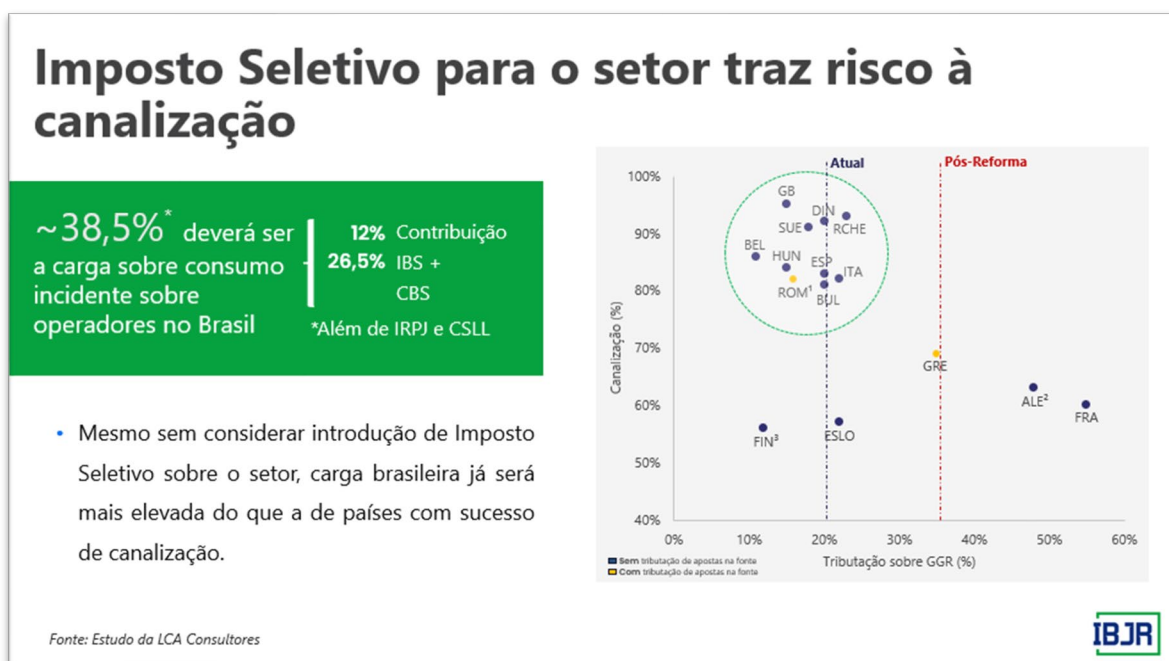 Imposto Seletivo para o setor traz risco à
canalização
~38,5%* deverá ser
a carga sobre consumo
incidente sobre
operadores no Brasil
12% Contribuição
26,5% IBS +
CBS
*Além de IRPJ e CSLL
• Mesmo sem considerar introdução de Imposto
Seletivo sobre o setor, carga brasileira já será
mais elevada do que a de países com sucesso
de canalização.
Atual
Pós-Reforma
Canalização (%)
100%
90%
80%
70%
60%
50%
40%
GB
DIN
SUE
RCHE
BEL
HUN
ESP
ITA
ROM¹
BUL
GRE
ALE²
FRA
FIN³
ESLO
0%
10%
20%
30%
40%
50%
60%
Tributação sobre GGR (%)
Sem tributação de apostas na fonte
Com tributação de apostas na fonte
Fonte: Estudo da LCA Consultores
IBJR